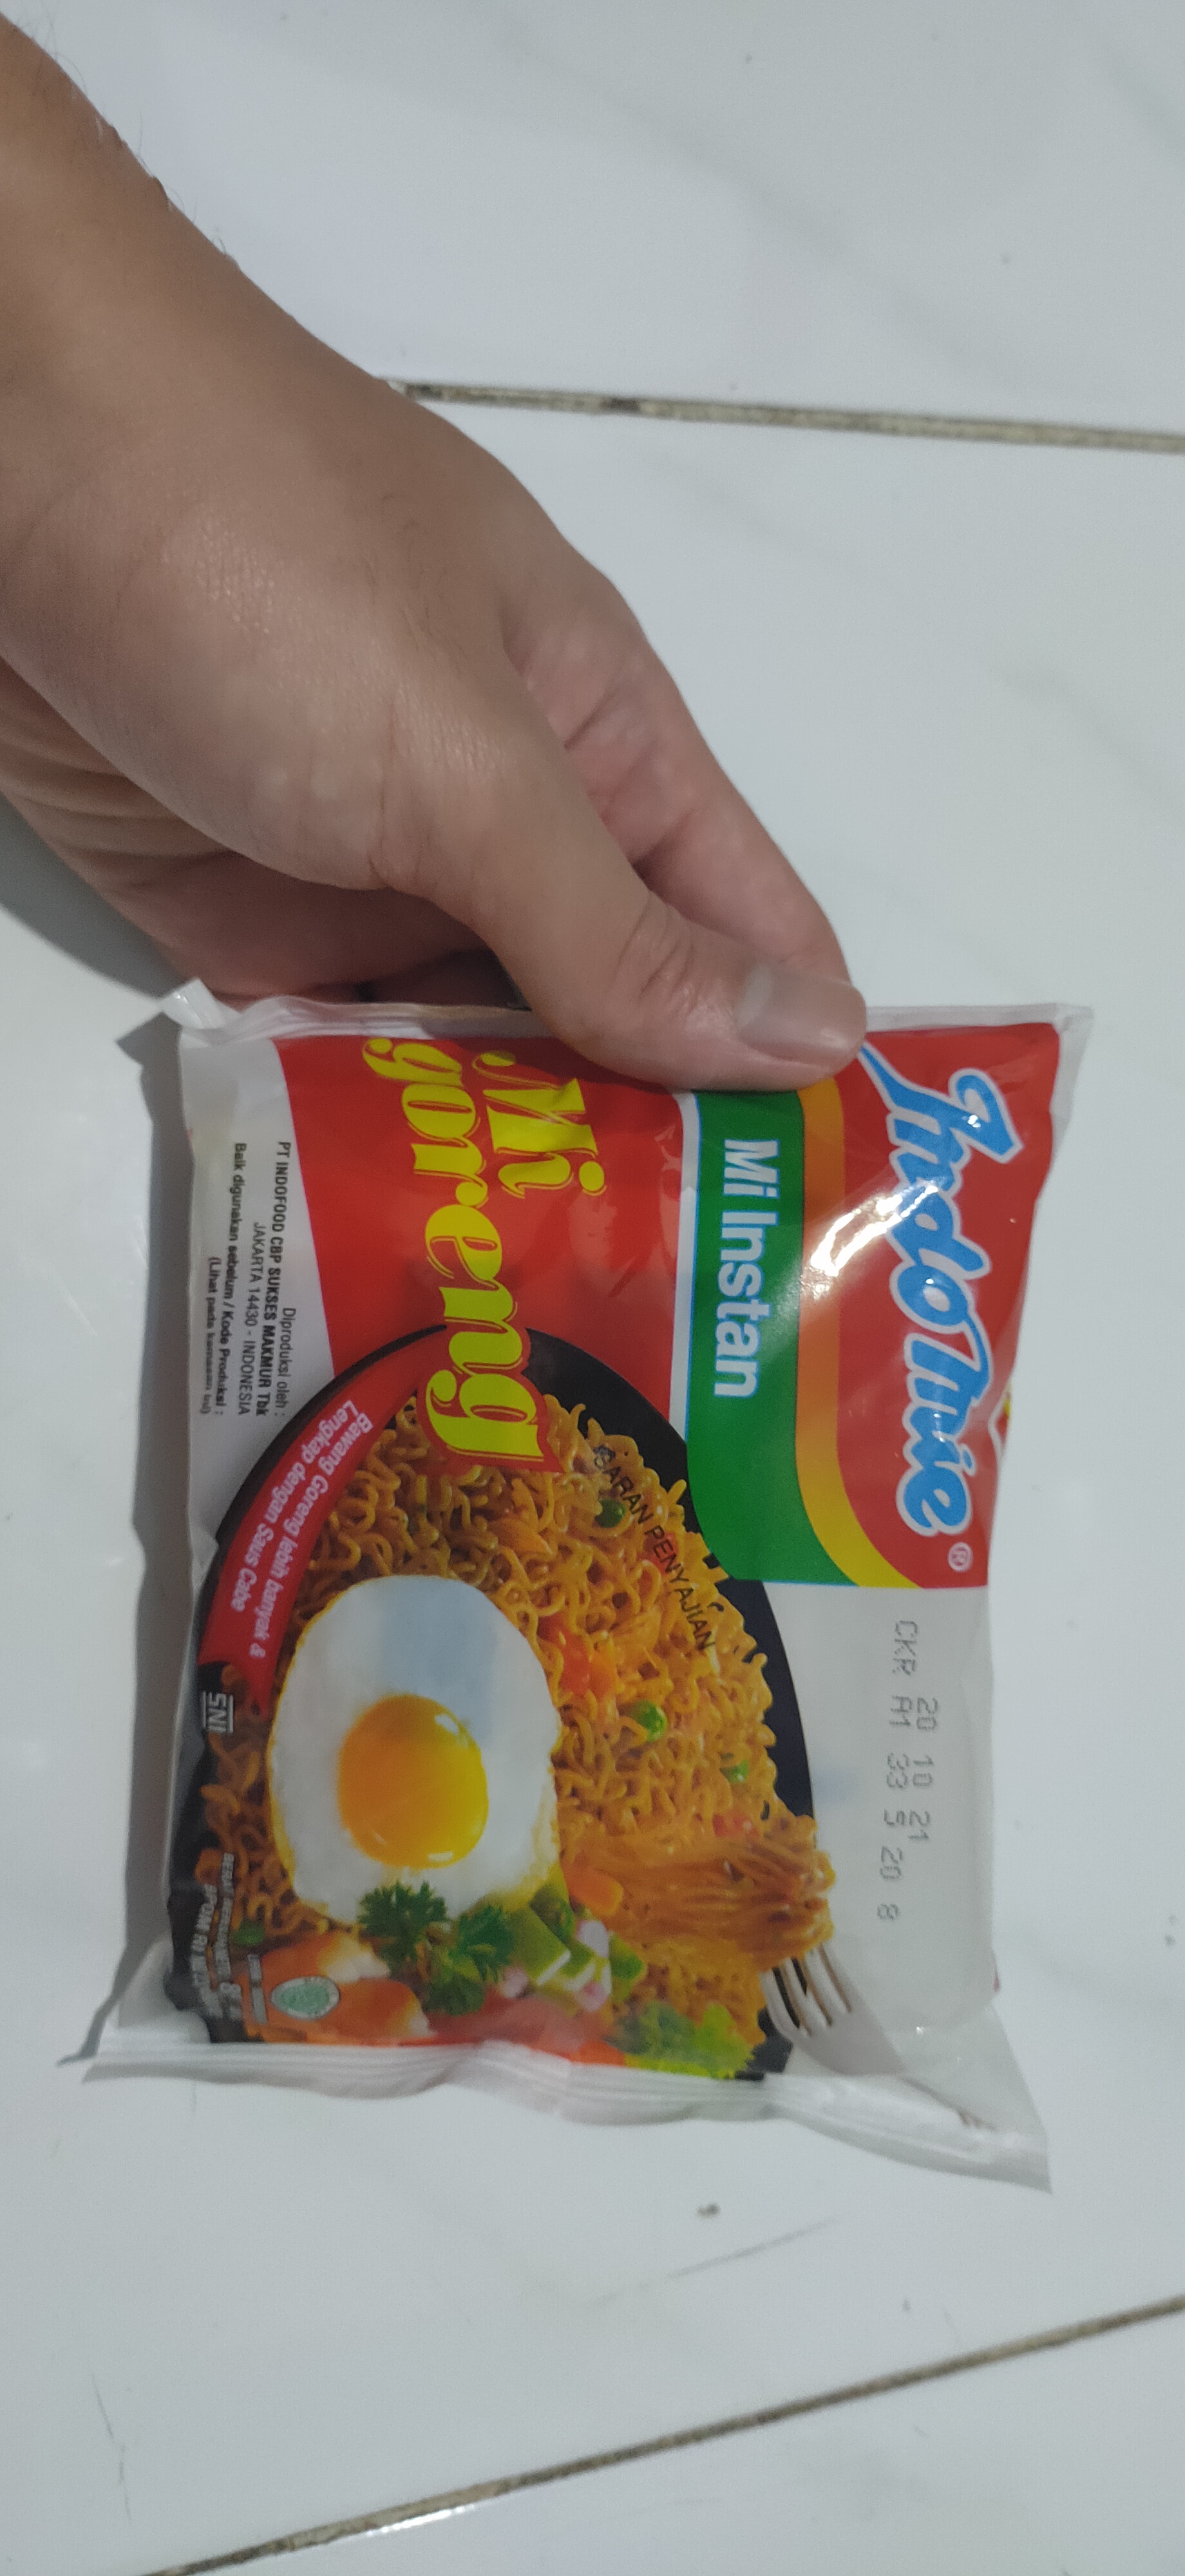 Indomie®
Mi Instan
Mi
goreng
20 10 21
CKR A1 33 5 20 8
SARAN PENYAJIAN
Bawang Goreng lebih banyak &
Lengkap dengan Saus Cabe
Diproduksi oleh :
PT INDOFOOD CBP SUKSES MAKMUR Tbk
JAKARTA 14430 - INDONESIA
Baik digunakan sebelum / Kode Produksi :
(Lihat pada kemasan ini)
SNI
BPOM RI